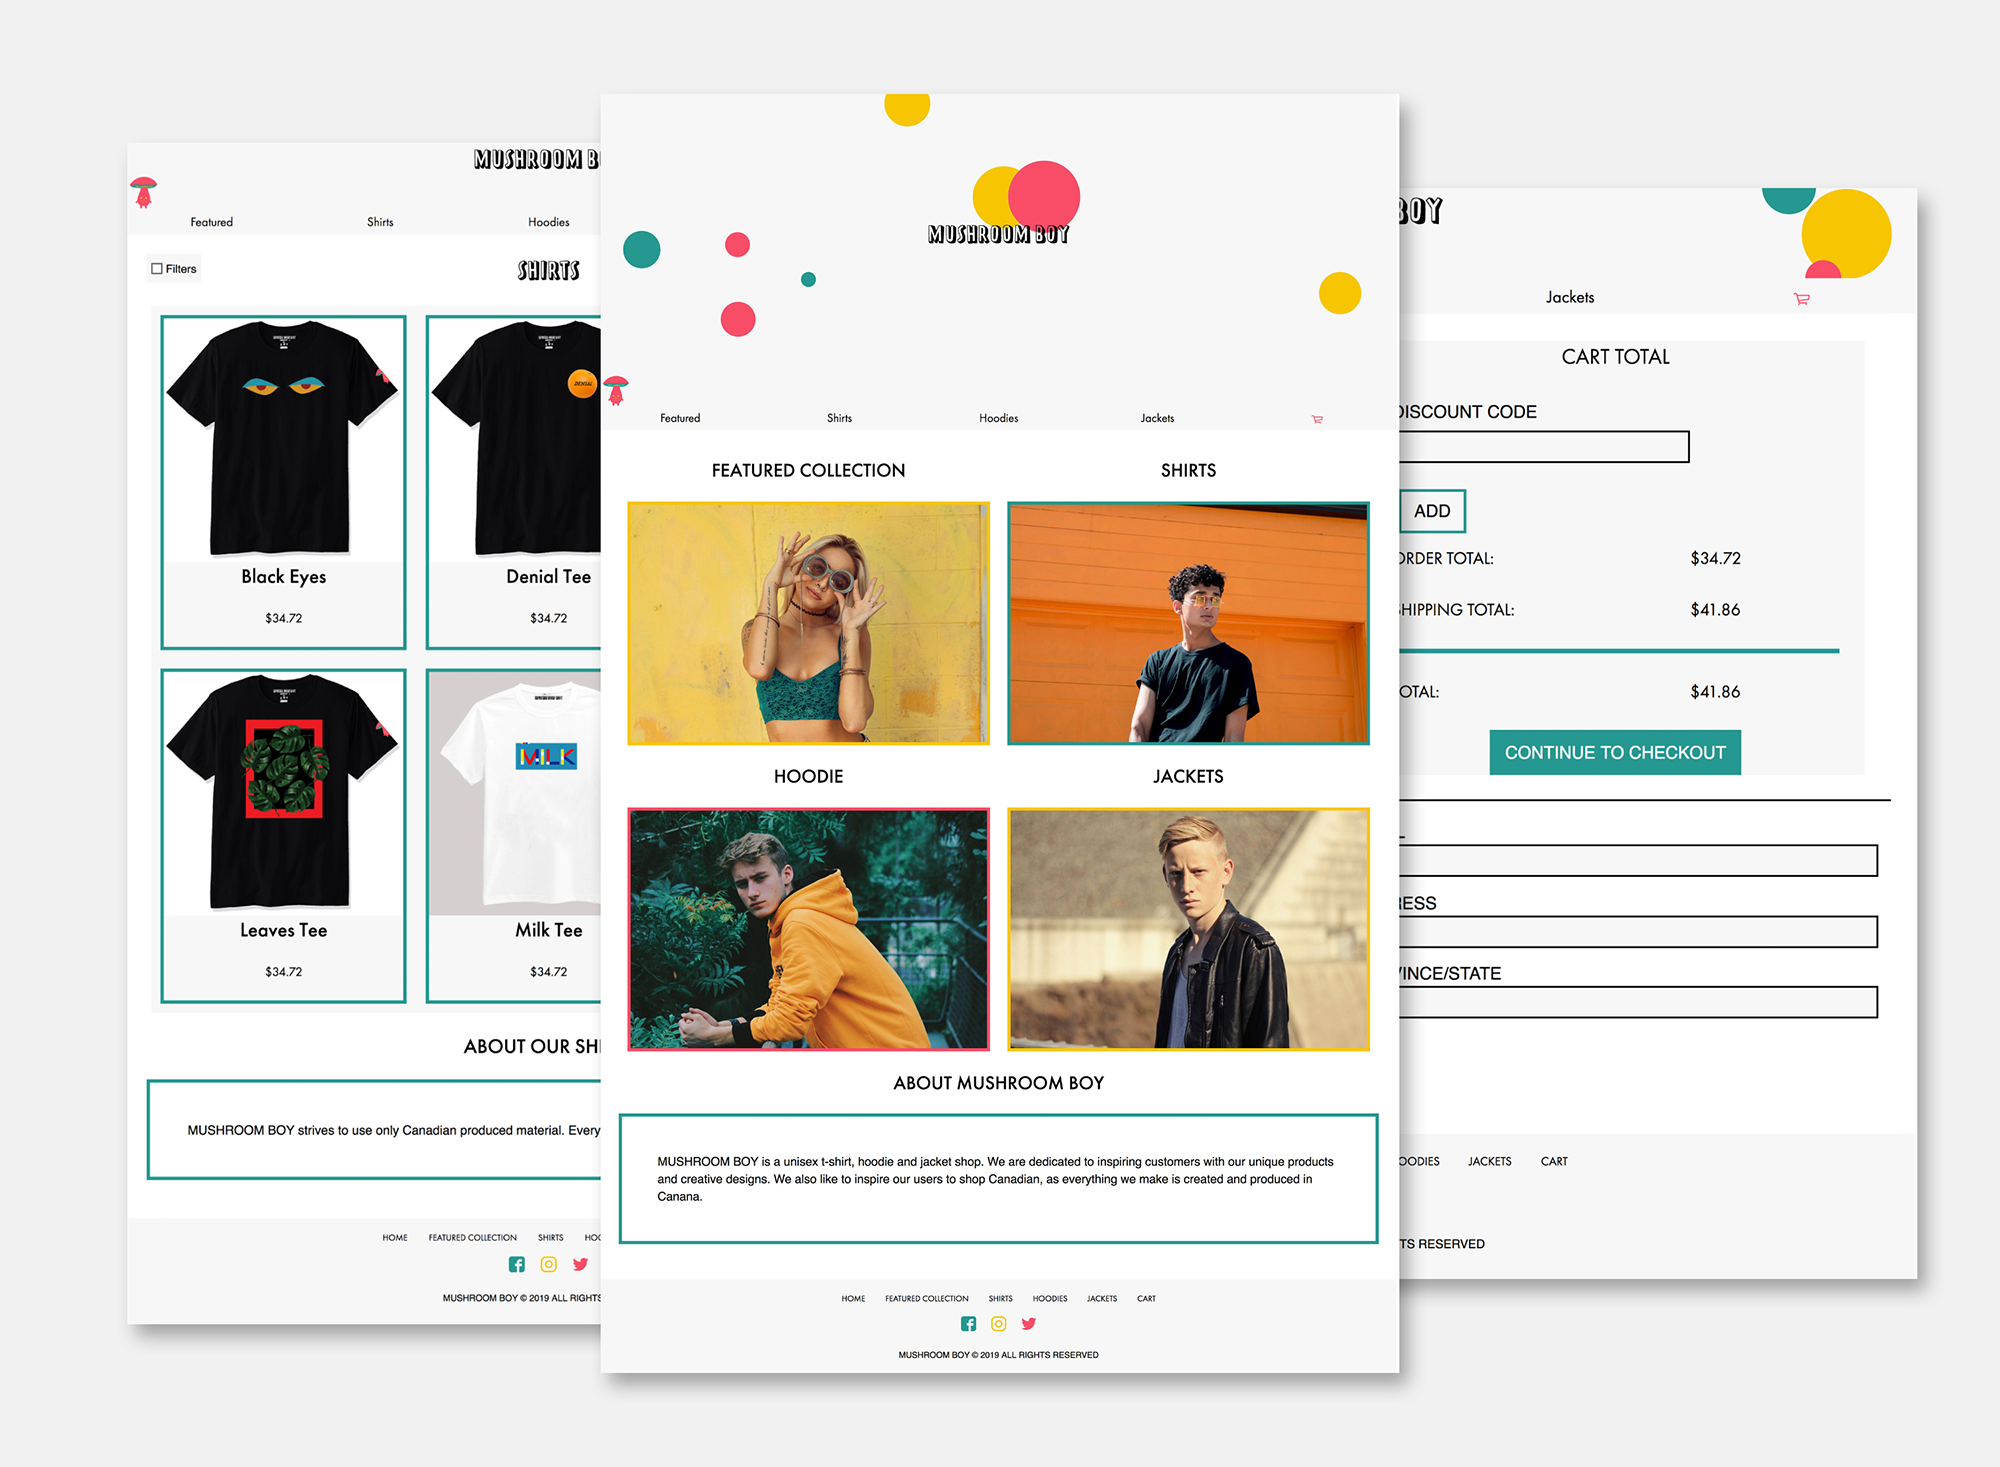 MUSHROOM B
Featured
Shirts
Hoodies
Filters
SHIRTS
Black Eyes
$34.72
DENIAL
Denial Tee
$34.72
Leaves Tee
$34.72
MILK
Milk Tee
$34.72
ABOUT OUR SHI
MUSHROOM BOY strives to use only Canadian produced material. Every
HOME FEATURED COLLECTION SHIRTS HOO
MUSHROOM BOY © 2019 ALL RIGHTS
MUSHROOM BOY
Featured
Shirts
Hoodies
Jackets
FEATURED COLLECTION
SHIRTS
HOODIE
JACKETS
ABOUT MUSHROOM BOY
MUSHROOM BOY is a unisex t-shirt, hoodie and jacket shop. We are dedicated to inspiring customers with our unique products
and creative designs. We also like to inspire our users to shop Canadian, as everything we make is created and produced in
Canana.
HOME FEATURED COLLECTION SHIRTS HOODIES JACKETS CART
MUSHROOM BOY © 2019 ALL RIGHTS RESERVED
BOY
Jackets
CART TOTAL
DISCOUNT CODE
ADD
ORDER TOTAL: $34.72
SHIPPING TOTAL: $41.86
OTAL: $41.86
CONTINUE TO CHECKOUT
RESS
VINCE/STATE
OODIES JACKETS CART
TS RESERVED